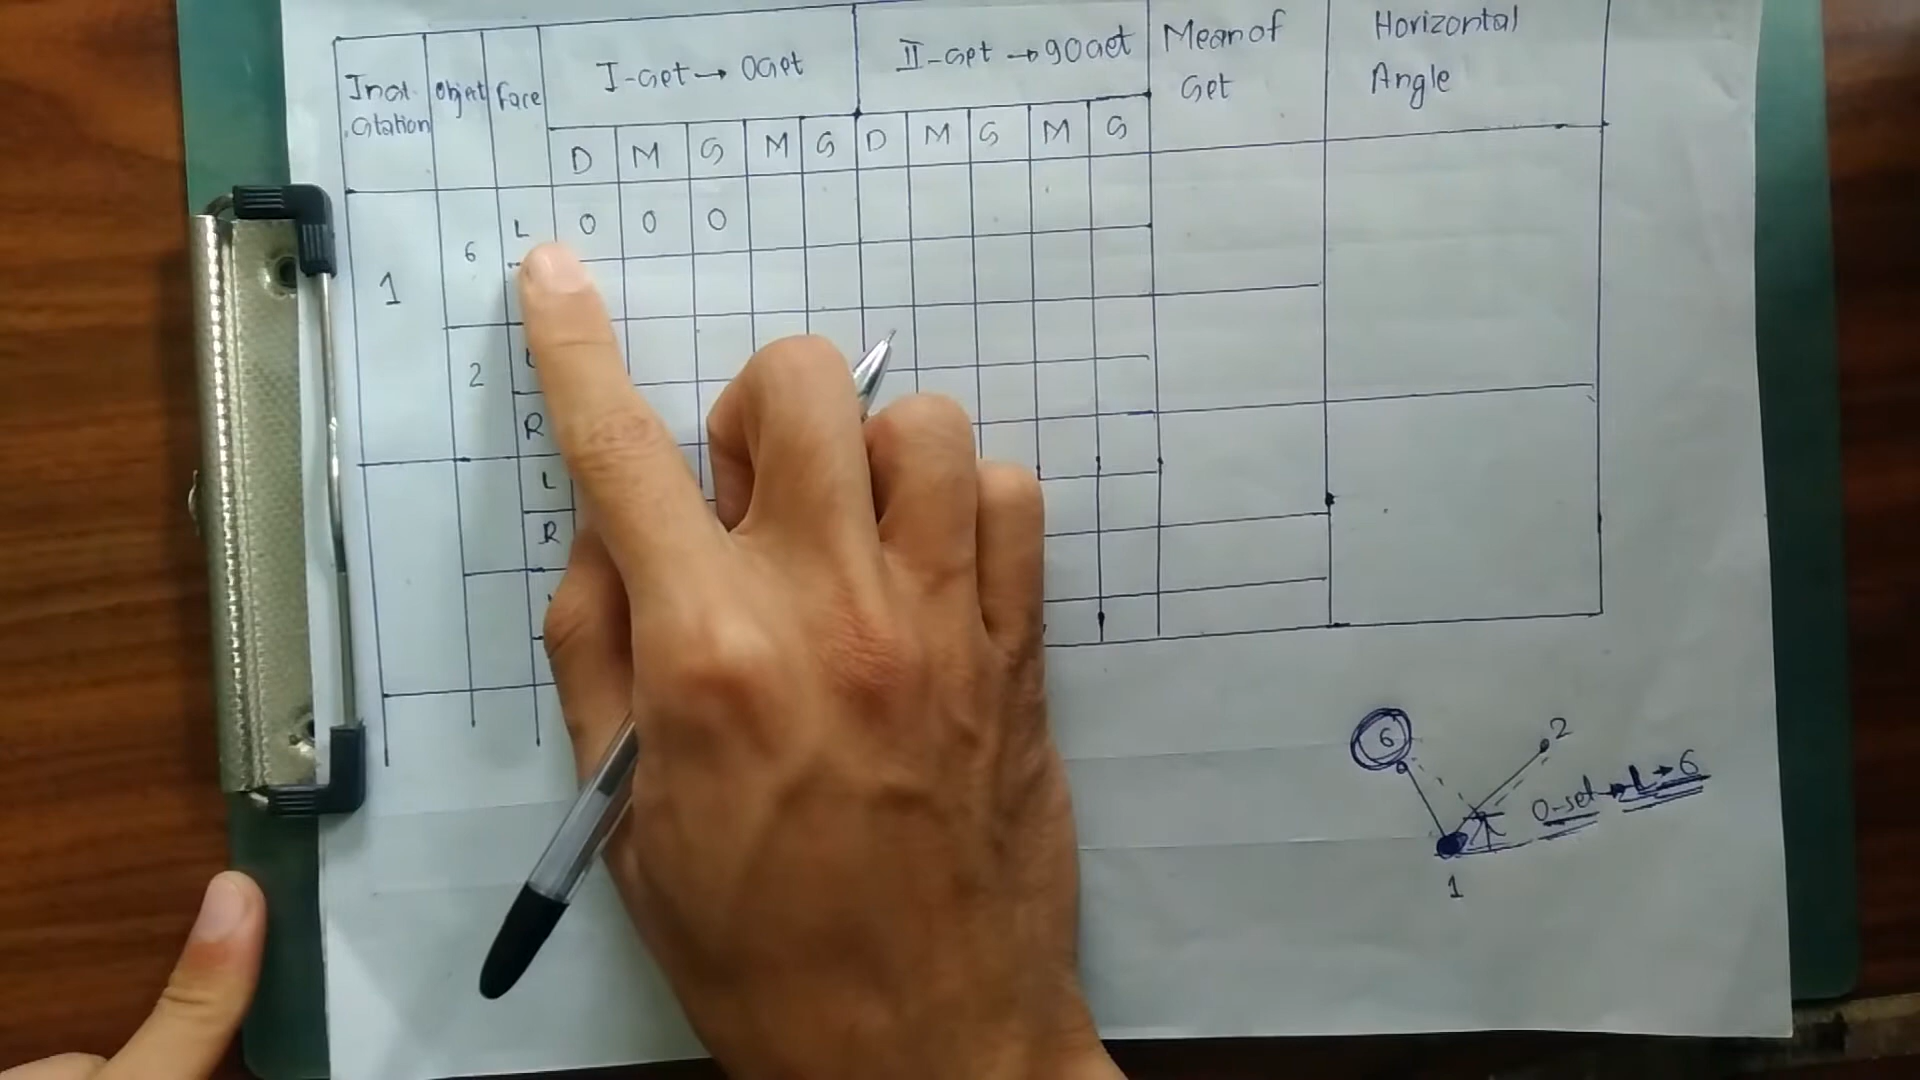 Inst. Station
Object
Face
I-Set → 0Set
II-Set → 90Set
Mean of Set
Horizontal Angle
D M S M S D M S M S
1
6
L 0 0 0
2
L
R
L
R
6
2
0-set → L → 6
1